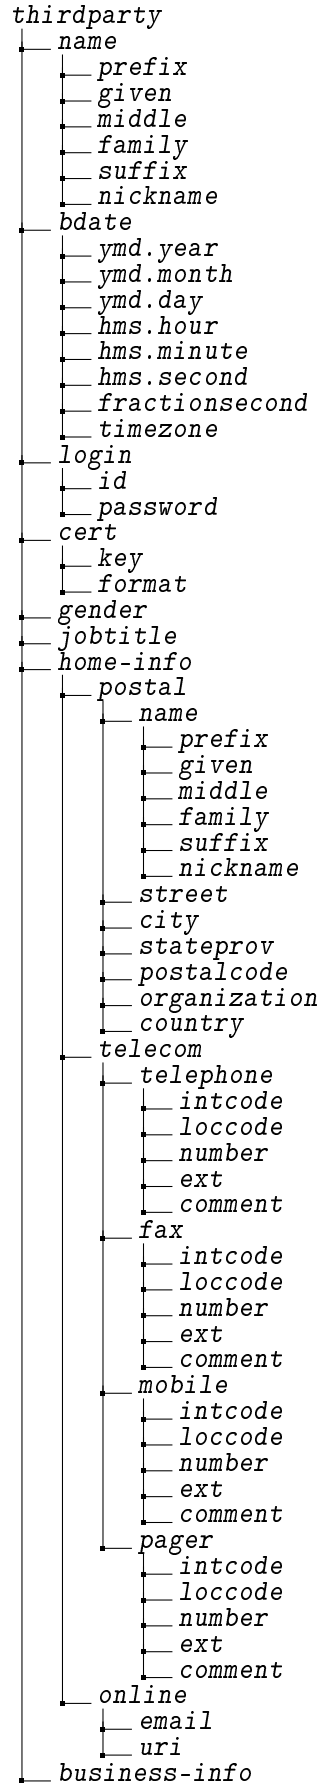 thirdparty
name
prefix
given
middle
family
suffix
nickname
bdate
ymd.year
ymd.month
ymd.day
hms.hour
hms.minute
hms.second
fractionsecond
timezone
login
id
password
cert
key
format
gender
jobtitle
home-info
postal
name
prefix
given
middle
family
suffix
nickname
street
city
stateprov
postalcode
organization
country
telecom
telephone
intcode
loccode
number
ext
comment
fax
intcode
loccode
number
ext
comment
mobile
intcode
loccode
number
ext
comment
pager
intcode
loccode
number
ext
comment
online
email
uri
business-info